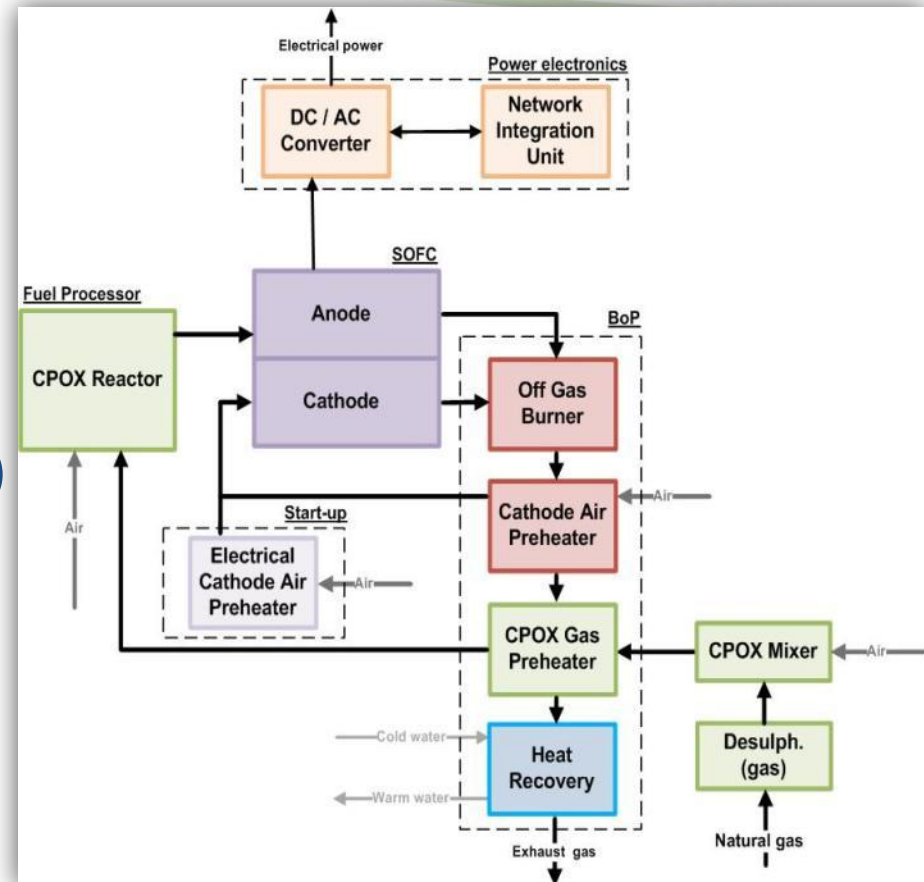 Electrical power
Power electronics
DC / AC
Converter
Network
Integration
Unit
SOFC
Fuel Processor
Anode
BoP
CPOX Reactor
Off Gas
Burner
Cathode
Cathode Air
Preheater
Air
Start-up
Air
Electrical
Cathode Air
Preheater
Air
CPOX Gas
Preheater
CPOX Mixer
Air
Cold water
Heat
Recovery
Desulph.
(gas)
Warm water
Natural gas
Exhaust gas
)